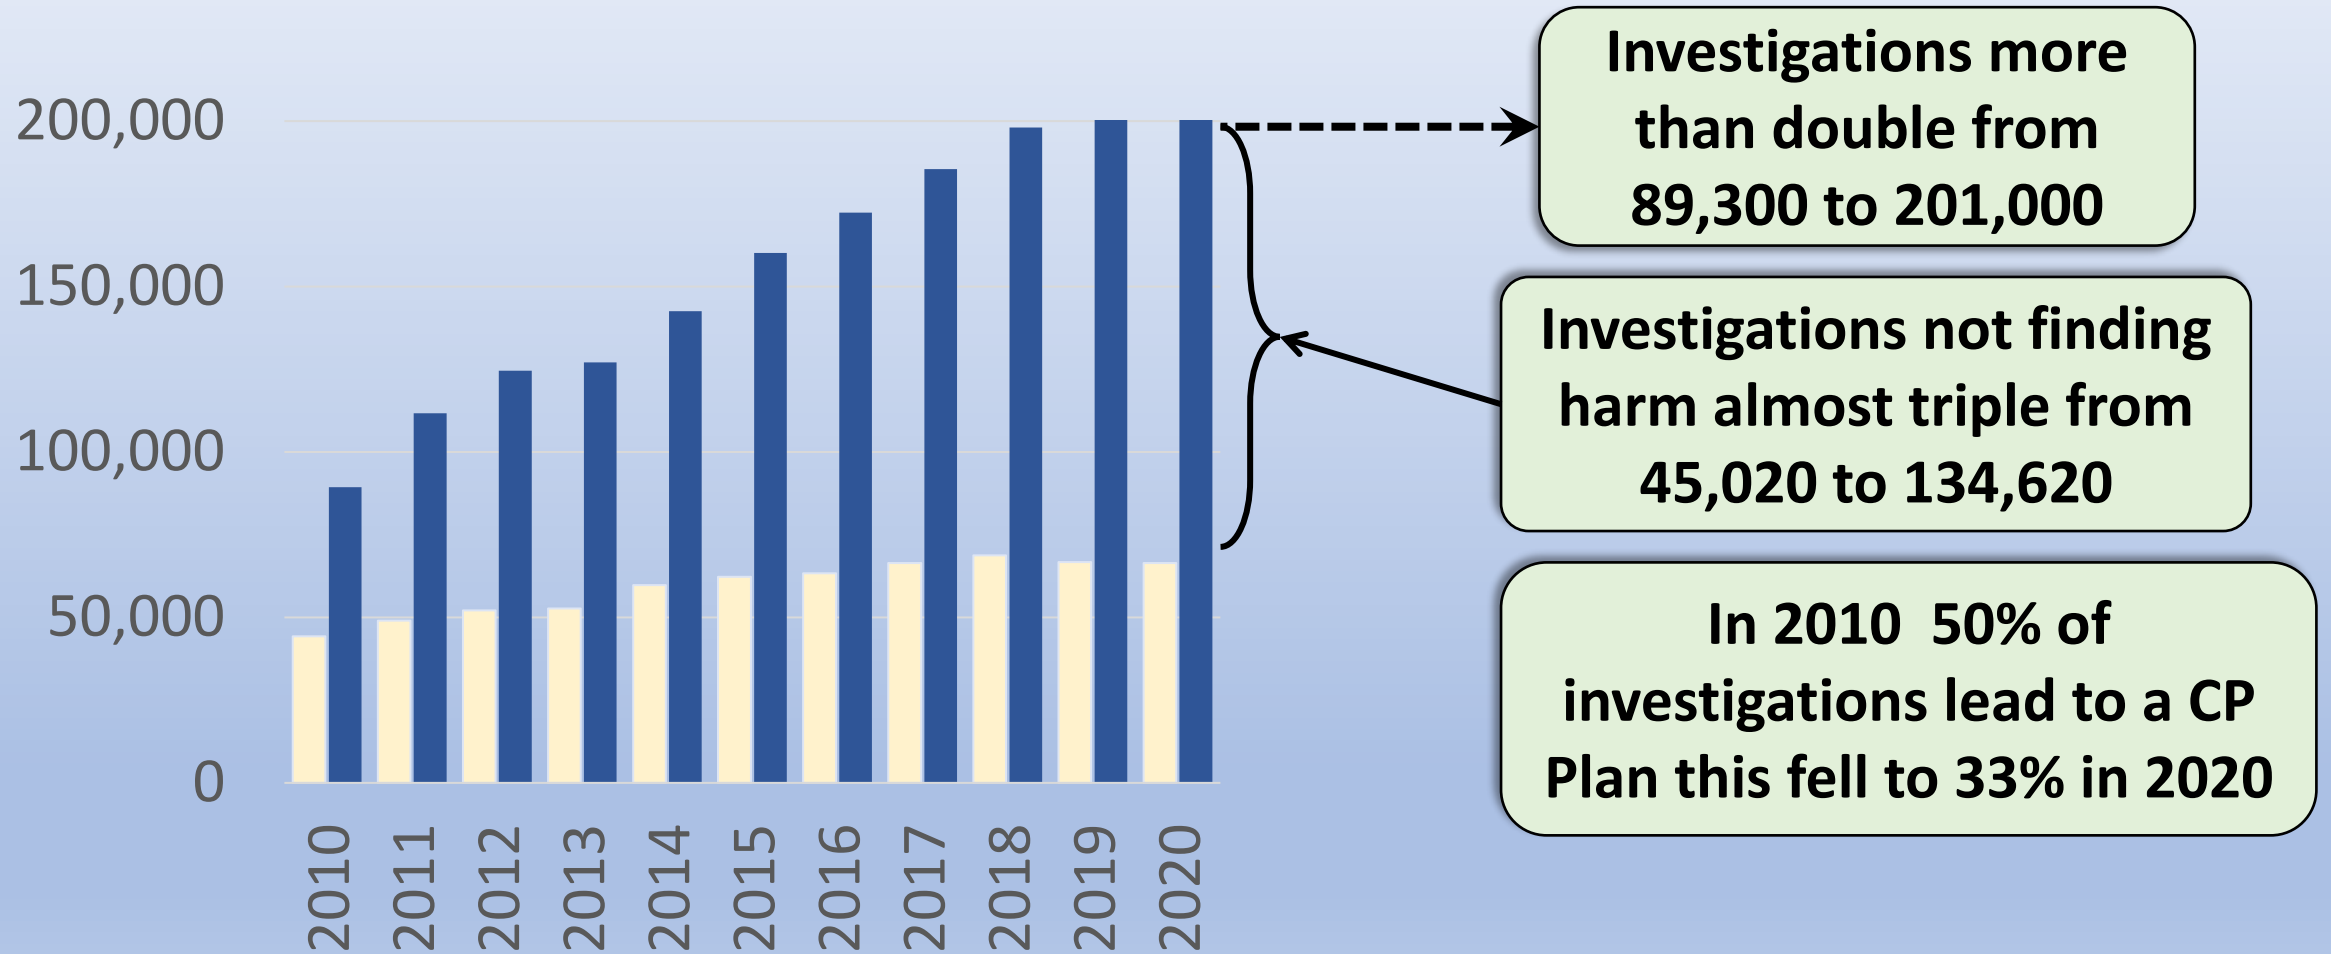 Investigations more
than double from
89,300 to 201,000
Investigations not finding
harm almost triple from
45,020 to 134,620
In 2010  50% of
investigations lead to a CP
Plan this fell to 33% in 2020
200,000
150,000
100,000
50,000
0
2010
2011
2012
2013
2014
2015
2016
2017
2018
2019
2020